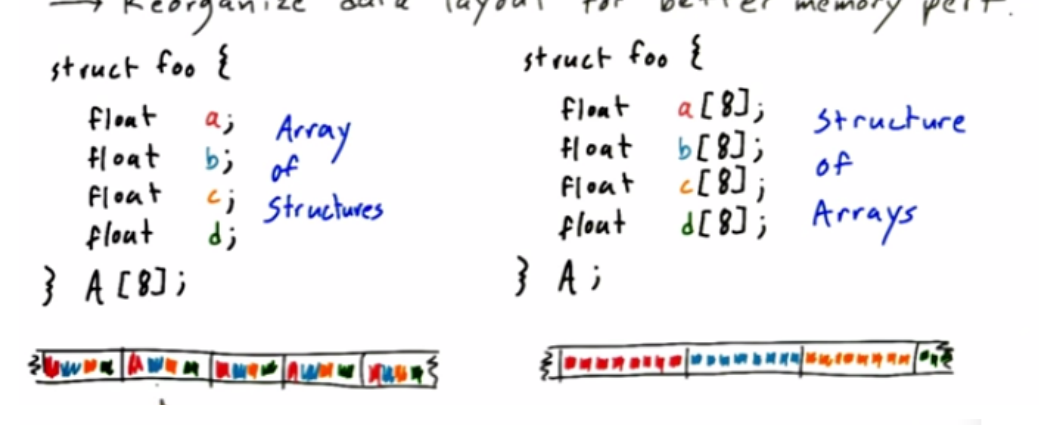 → Reorganize data layout for better memory perf.
struct foo {
float a;
float b;
float c;
float d;
} A[8];
Array
of
Structures
struct foo {
float a[8];
float b[8];
float c[8];
float d[8];
} A;
Structure
of
Arrays